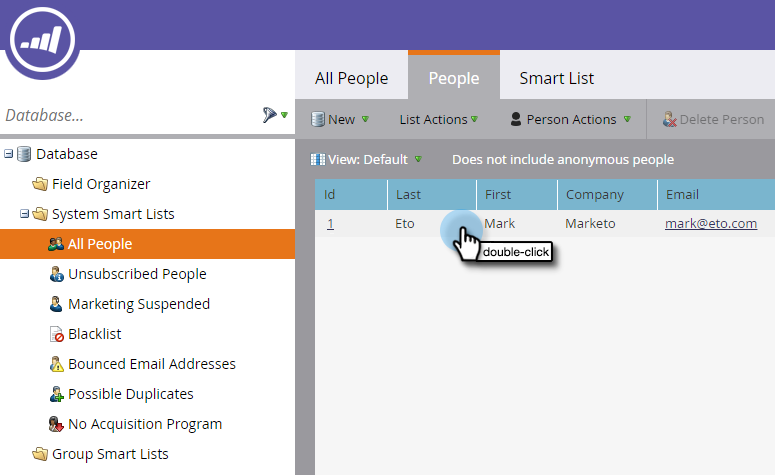 All People People Smart List
Database...
New List Actions Person Actions Delete Person
View: Default Does not include anonymous people
Id Last First Company Email
1 Eto Mark Marketo mark@eto.com
double-click
Database
Field Organizer
System Smart Lists
All People
Unsubscribed People
Marketing Suspended
Blacklist
Bounced Email Addresses
Possible Duplicates
No Acquisition Program
Group Smart Lists